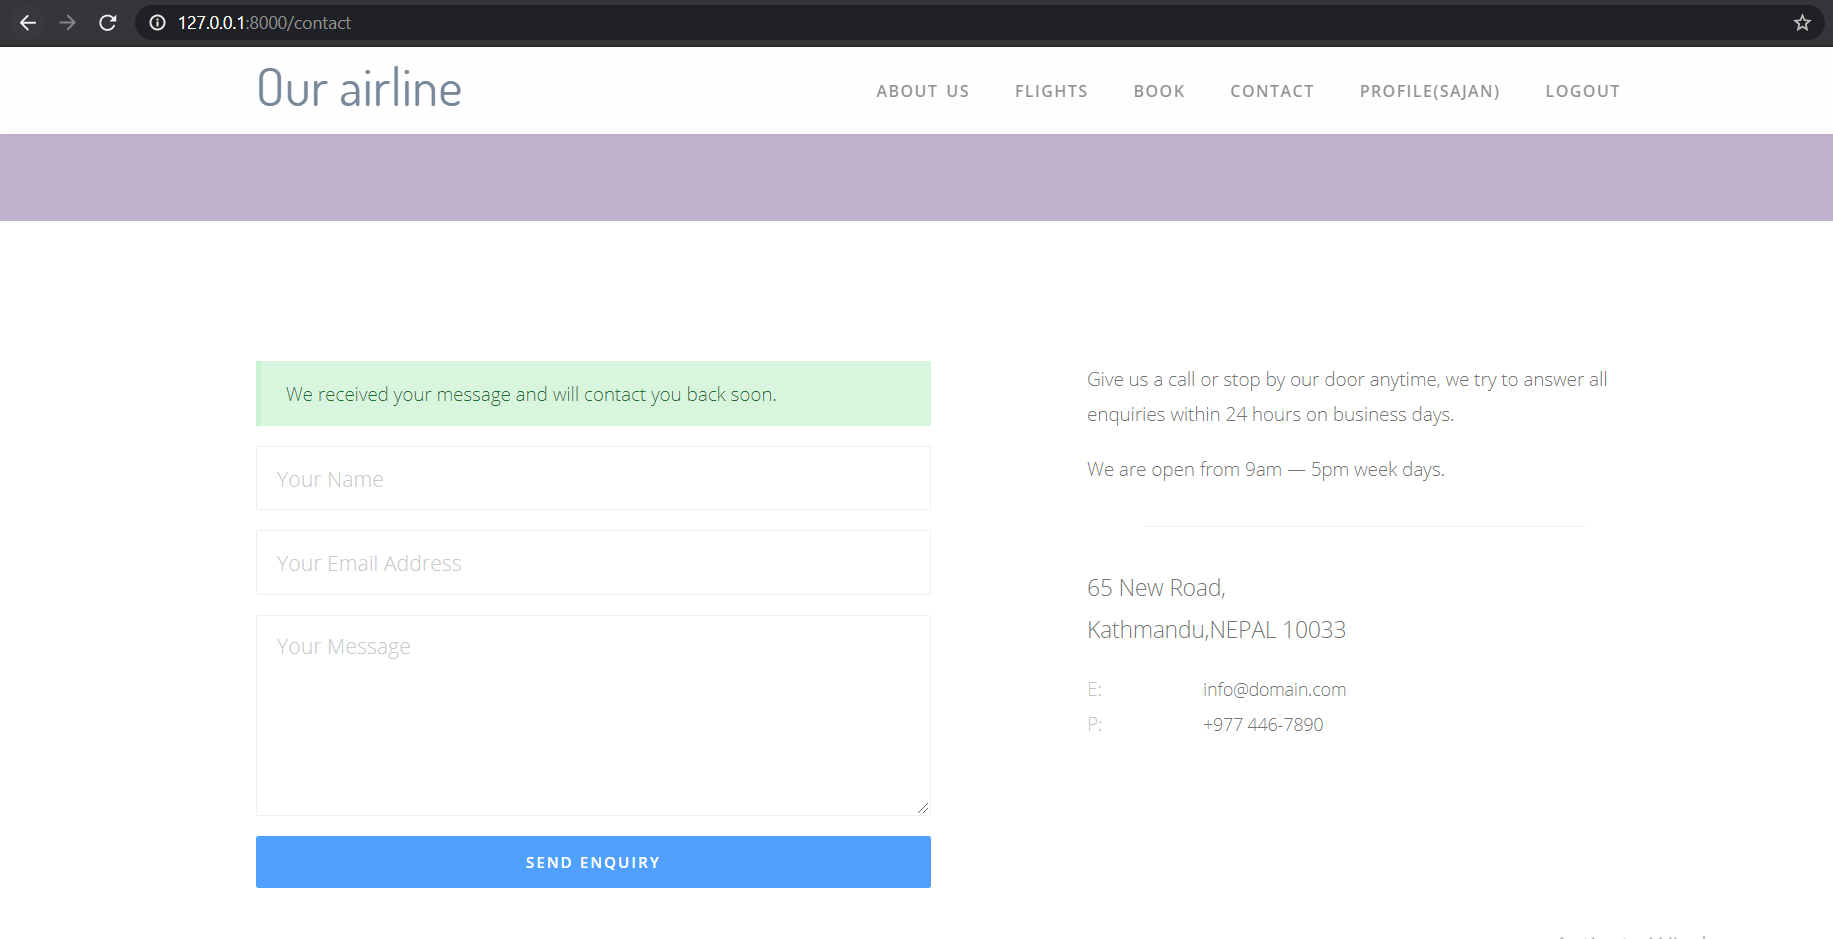 127.0.0.1:8000/contact
Our airline
ABOUT US FLIGHTS BOOK CONTACT PROFILE(SAJAN) LOGOUT
We received your message and will contact you back soon.
Your Name
Your Email Address
Your Message
SEND ENQUIRY
Give us a call or stop by our door anytime, we try to answer all
enquiries within 24 hours on business days.
We are open from 9am — 5pm week days.
65 New Road,
Kathmandu,NEPAL 10033
E: info@domain.com
P: +977 446-7890